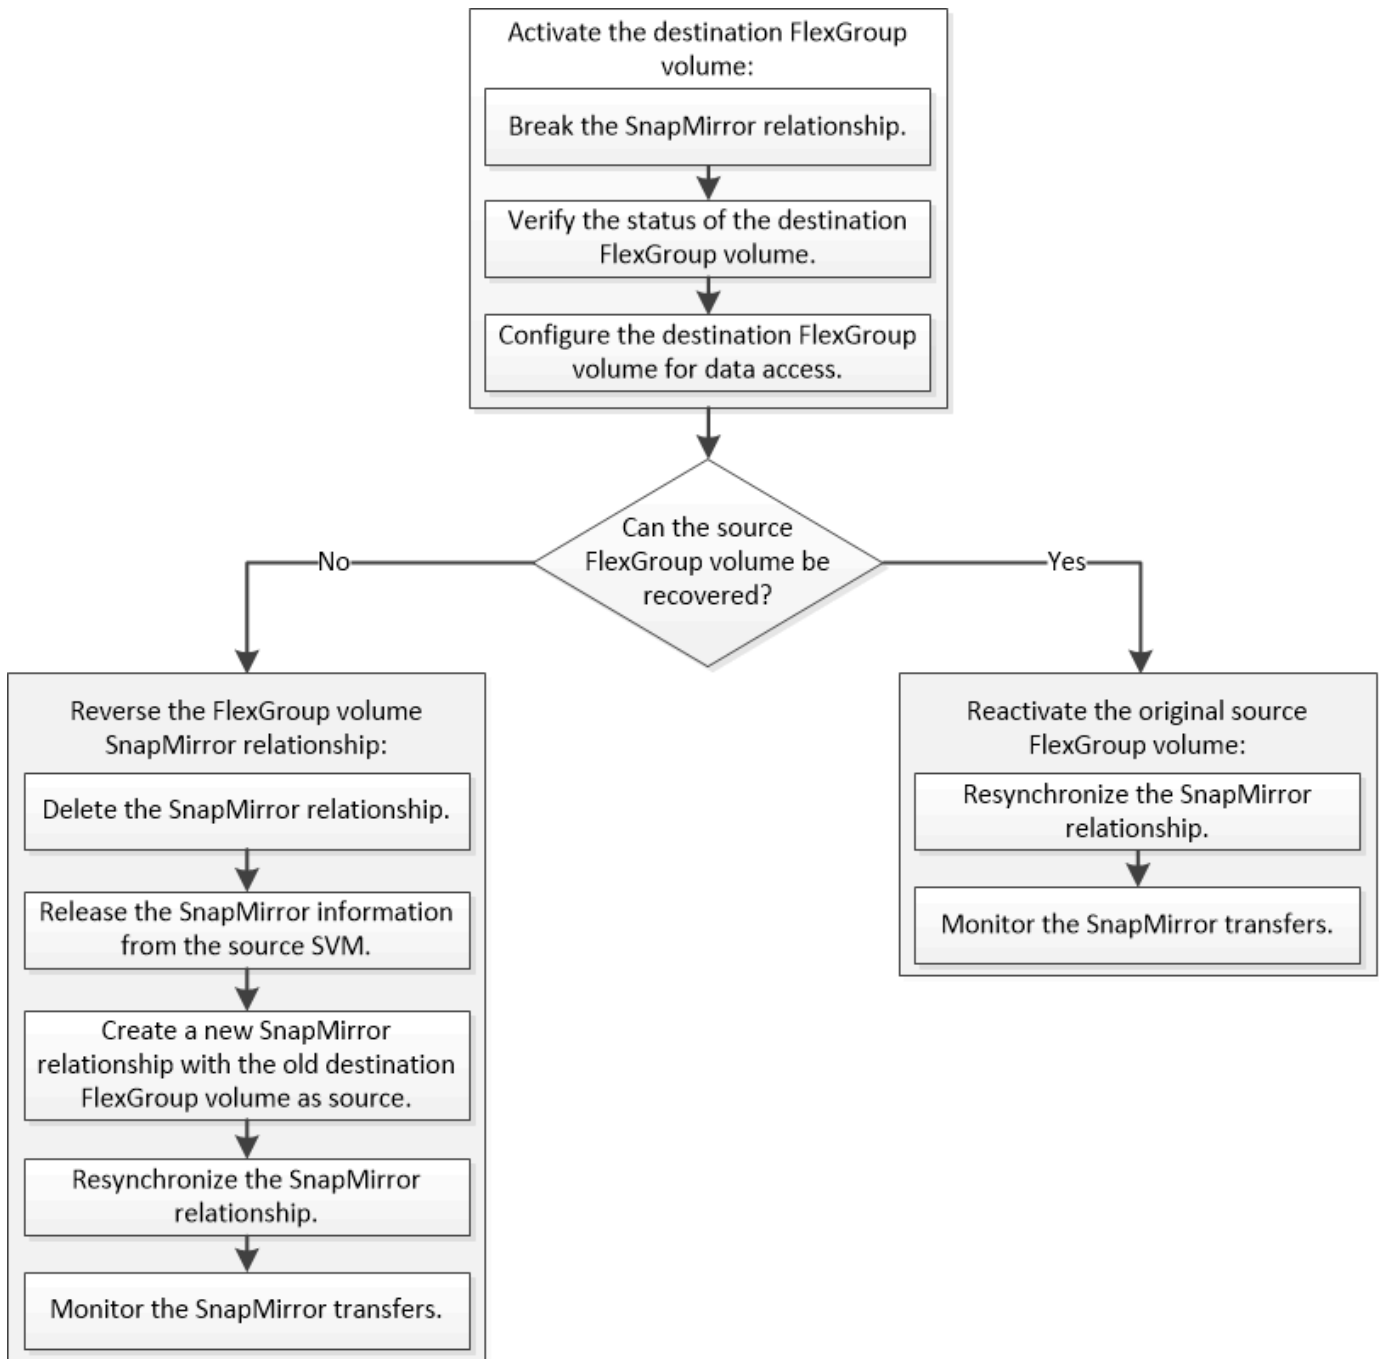 Activate the destination FlexGroup
volume:
Break the SnapMirror relationship.
Verify the status of the destination
FlexGroup volume.
Configure the destination FlexGroup
volume for data access.
Can the source
FlexGroup volume be
recovered?
No
Yes
Reverse the FlexGroup volume
SnapMirror relationship:
Delete the SnapMirror relationship.
Release the SnapMirror information
from the source SVM.
Create a new SnapMirror
relationship with the old destination
FlexGroup volume as source.
Resynchronize the SnapMirror
relationship.
Monitor the SnapMirror transfers.
Reactivate the original source
FlexGroup volume:
Resynchronize the SnapMirror
relationship.
Monitor the SnapMirror transfers.